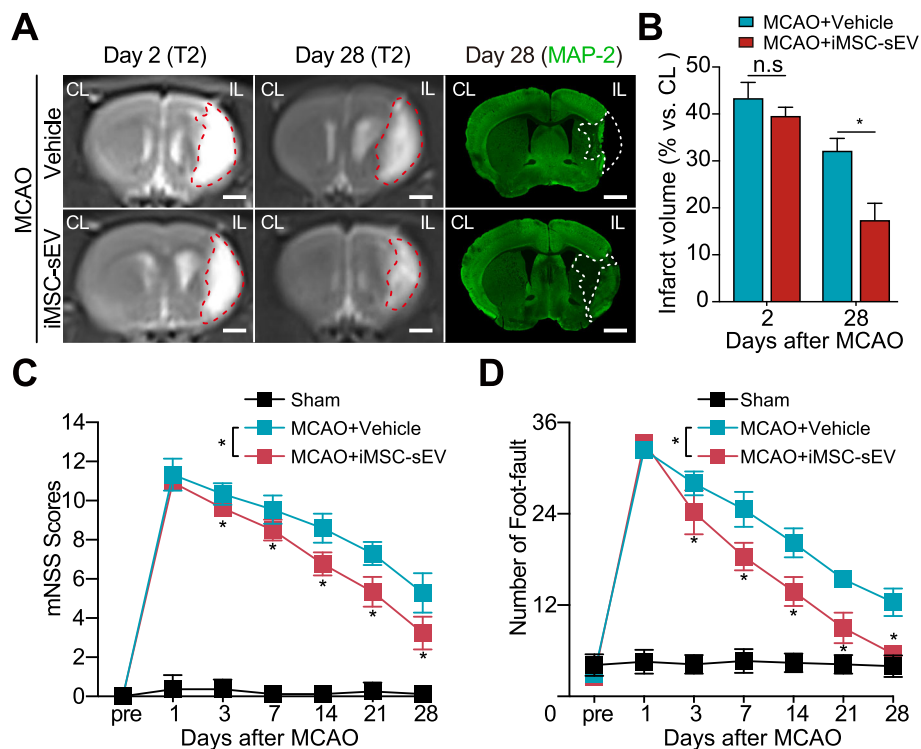 A
Day 2 (T2)
Day 28 (T2)
Day 28 (MAP-2)
MCAO
Vehicle
iMSC-sEV
CL
IL
CL
IL
CL
IL
CL
IL
CL
IL
CL
IL
B
MCAO+Vehicle
MCAO+iMSC-sEV
n.s
*
Infarct volume (% vs. CL )
50
40
30
20
10
0
2
28
Days after MCAO
C
Sham
MCAO+Vehicle
MCAO+iMSC-sEV
*
mNSS Scores
14
12
10
8
6
4
2
0
* * * * * *
pre 1 3 7 14 21 28
Days after MCAO
D
Sham
MCAO+Vehicle
MCAO+iMSC-sEV
*
Number of Foot-fault
36
24
12
0
* * * * *
pre 1 3 7 14 21 28
Days after MCAO